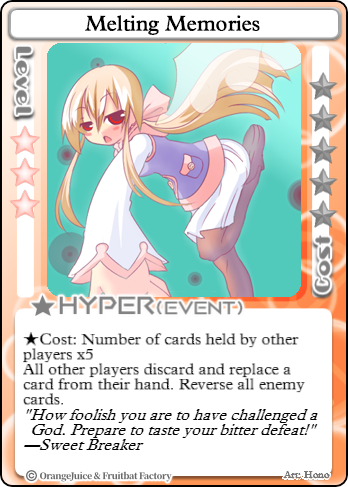 Melting Memories
Level
Cost
★HYPER(EVENT)
★Cost: Number of cards held by other
players x5
All other players discard and replace a
card from their hand. Reverse all enemy
cards.
"How foolish you are to have challenged a
God. Prepare to taste your bitter defeat!"
—Sweet Breaker
© OrangeJuice & Fruitbat Factory
Art: Hono